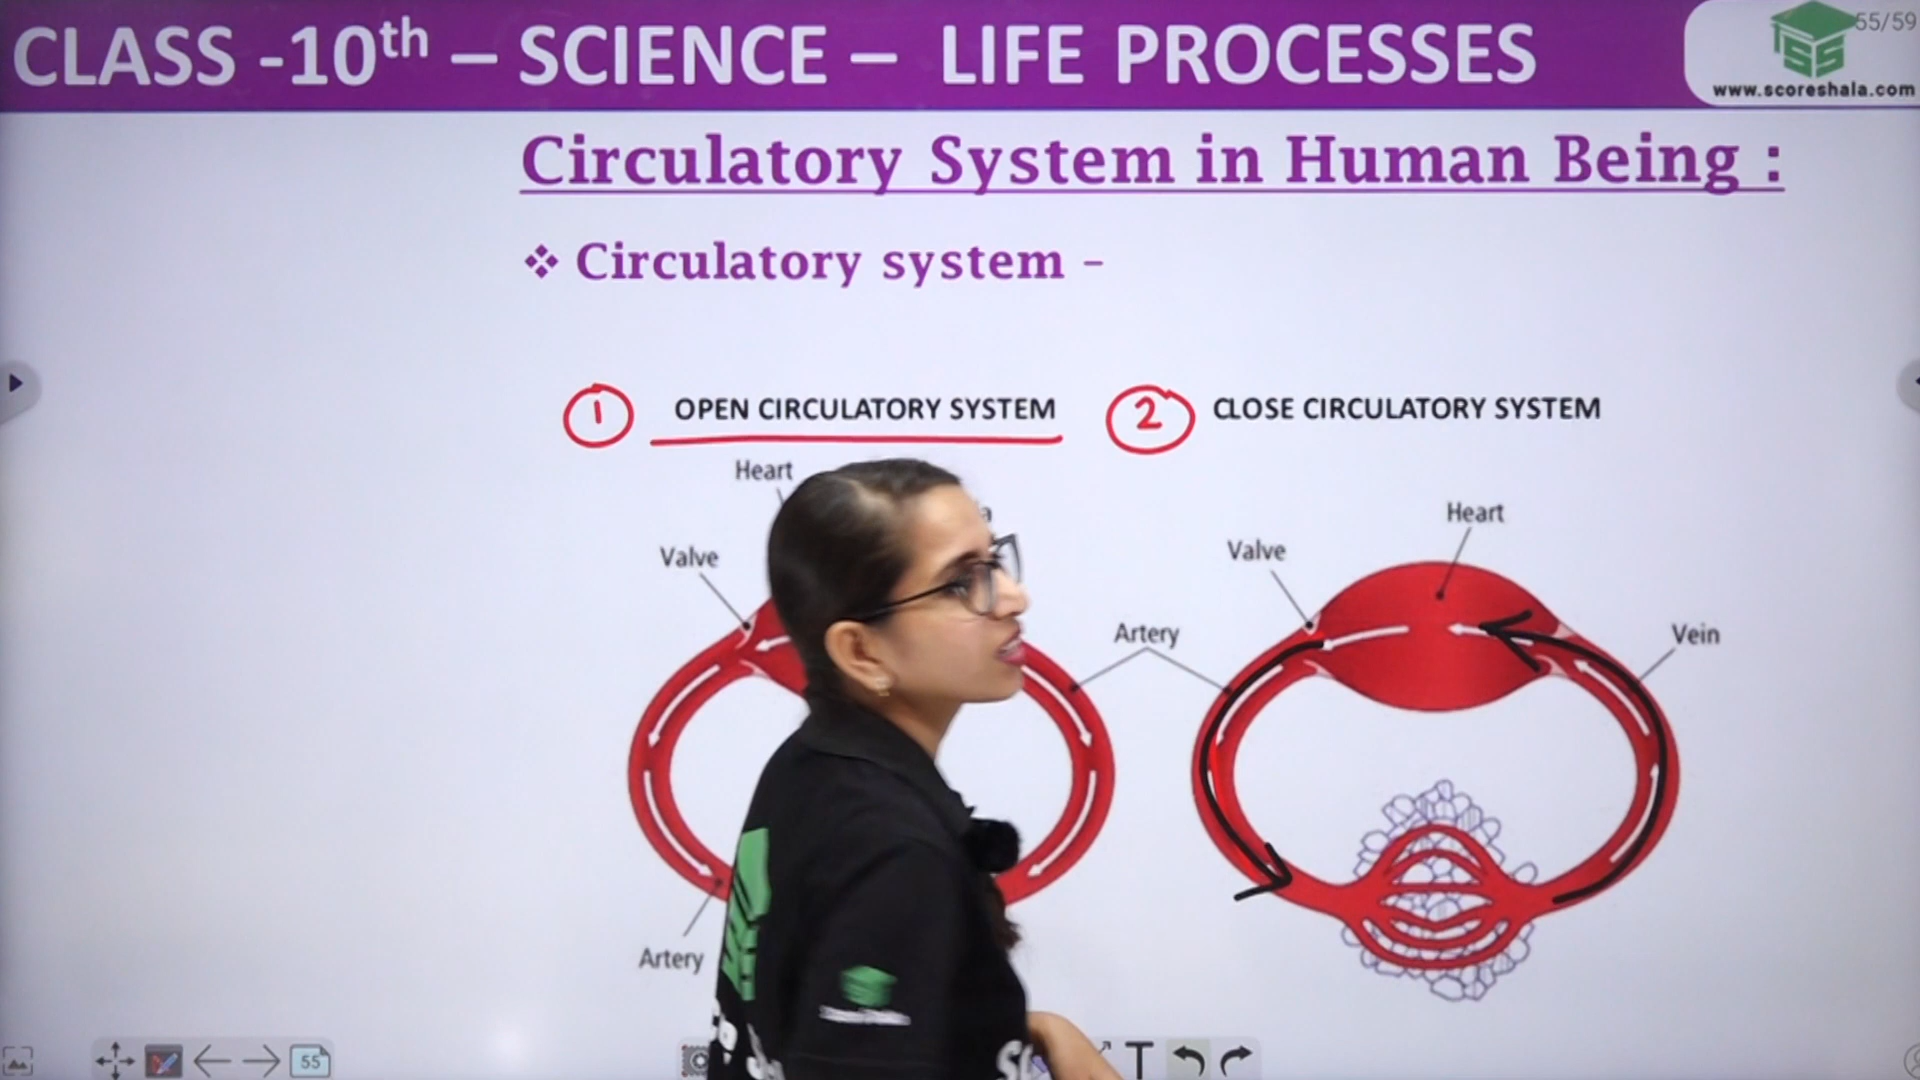 CLASS -10th – SCIENCE – LIFE PROCESSES
55/59
SS
www.scoreshala.com
Circulatory System in Human Being :
❖ Circulatory system –
1 OPEN CIRCULATORY SYSTEM
2 CLOSE CIRCULATORY SYSTEM
Heart
Valve
Artery
Artery
Heart
Valve
Vein
55
T